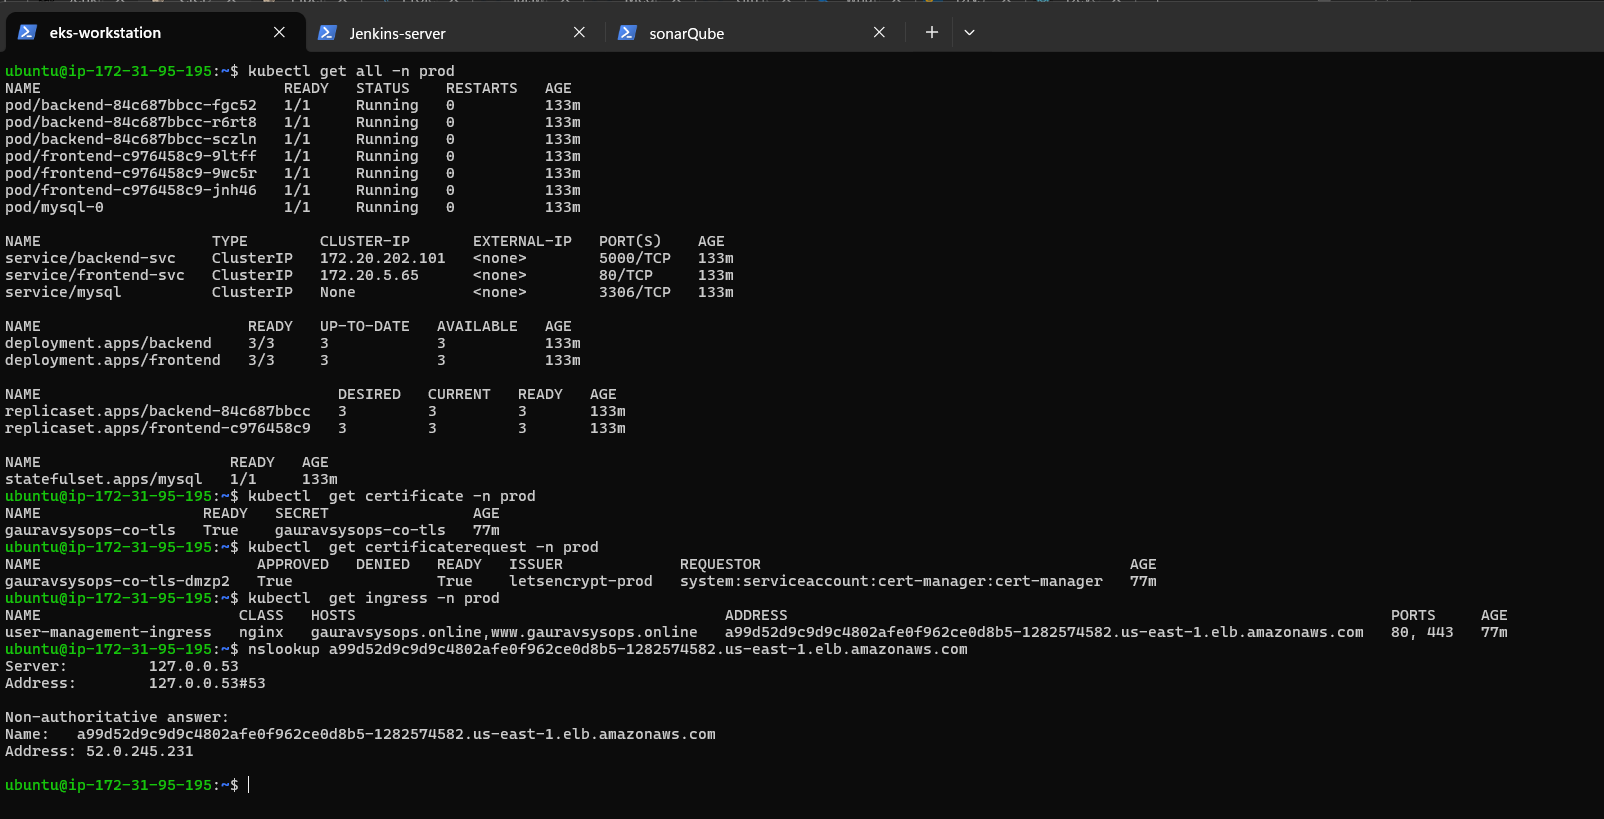 eks-workstation
Jenkins-server
sonarQube
ubuntu@ip-172-31-95-195:~$ kubectl get all -n prod
NAME                           READY   STATUS    RESTARTS   AGE
pod/backend-84c687bbcc-fgc52   1/1     Running   0          133m
pod/backend-84c687bbcc-r6rt8   1/1     Running   0          133m
pod/backend-84c687bbcc-sczln   1/1     Running   0          133m
pod/frontend-c976458c9-9ltff   1/1     Running   0          133m
pod/frontend-c976458c9-9wc5r   1/1     Running   0          133m
pod/frontend-c976458c9-jnh46   1/1     Running   0          133m
pod/mysql-0                    1/1     Running   0          133m
NAME                   TYPE        CLUSTER-IP       EXTERNAL-IP   PORT(S)    AGE
service/backend-svc    ClusterIP   172.20.202.101   <none>        5000/TCP   133m
service/frontend-svc   ClusterIP   172.20.5.65      <none>        80/TCP     133m
service/mysql          ClusterIP   None             <none>        3306/TCP   133m
NAME                       READY   UP-TO-DATE   AVAILABLE   AGE
deployment.apps/backend    3/3     3            3           133m
deployment.apps/frontend   3/3     3            3           133m
NAME                                 DESIRED   CURRENT   READY   AGE
replicaset.apps/backend-84c687bbcc   3         3         3       133m
replicaset.apps/frontend-c976458c9   3         3         3       133m
NAME                     READY   AGE
statefulset.apps/mysql   1/1     133m
ubuntu@ip-172-31-95-195:~$ kubectl  get certificate -n prod
NAME                  READY   SECRET                AGE
gauravsysops-co-tls   True    gauravsysops-co-tls   77m
ubuntu@ip-172-31-95-195:~$ kubectl  get certificaterequest -n prod
NAME                        APPROVED   DENIED   READY   ISSUER             REQUESTOR                                         AGE
gauravsysops-co-tls-dmzp2   True                True    letsencrypt-prod   system:serviceaccount:cert-manager:cert-manager   77m
ubuntu@ip-172-31-95-195:~$ kubectl  get ingress -n prod
NAME                      CLASS   HOSTS                                         ADDRESS                                                                   PORTS     AGE
user-management-ingress   nginx   gauravsysops.online,www.gauravsysops.online   a99d52d9c9d9c4802afe0f962ce0d8b5-1282574582.us-east-1.elb.amazonaws.com   80, 443   77m
ubuntu@ip-172-31-95-195:~$ nslookup a99d52d9c9d9c4802afe0f962ce0d8b5-1282574582.us-east-1.elb.amazonaws.com
Server:         127.0.0.53
Address:        127.0.0.53#53
Non-authoritative answer:
Name:   a99d52d9c9d9c4802afe0f962ce0d8b5-1282574582.us-east-1.elb.amazonaws.com
Address: 52.0.245.231
ubuntu@ip-172-31-95-195:~$